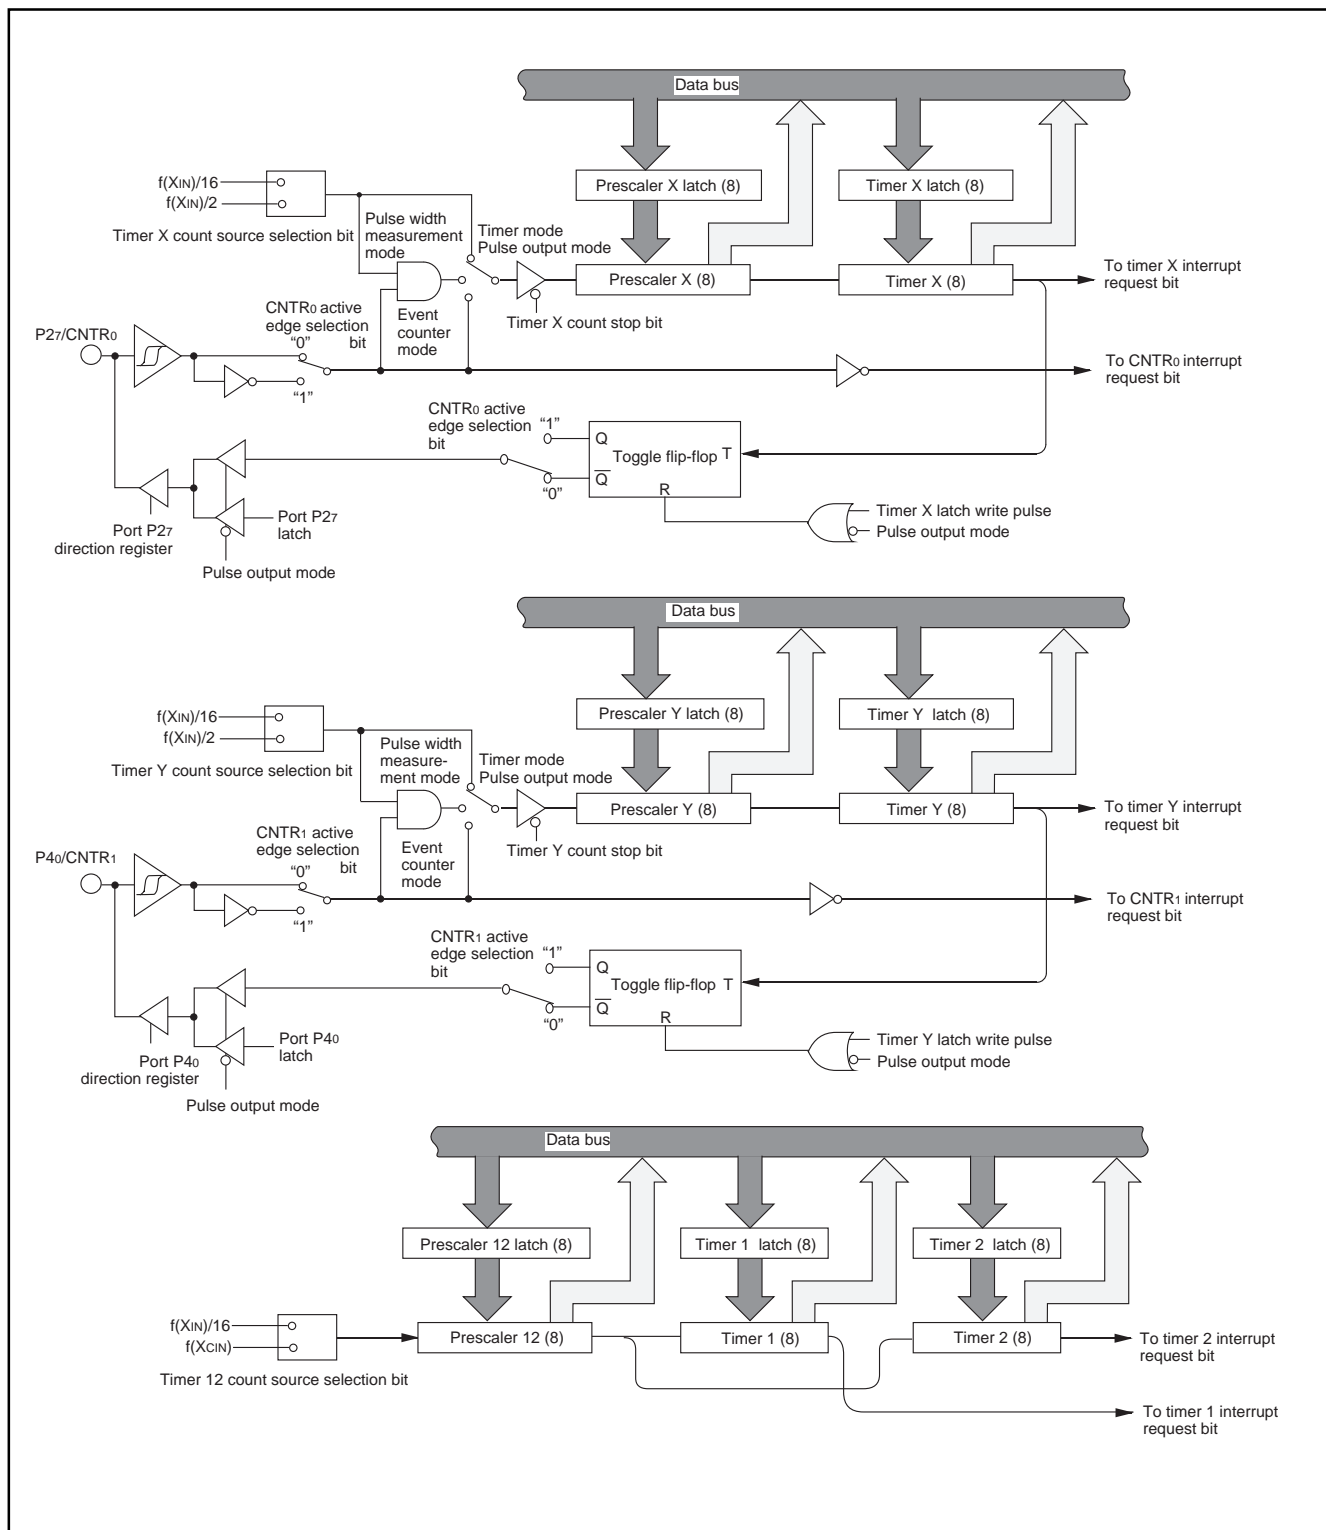 Data bus
Prescaler X latch (8)
Timer X latch (8)
f(XIN)/16
f(XIN)/2
Timer X count source selection bit
Pulse width
measurement
mode
Timer mode
Pulse output mode
Prescaler X (8)
Timer X (8)
To timer X interrupt
request bit
Timer X count stop bit
Event
counter
mode
CNTR0 active
edge selection
bit
P27/CNTR0
“0”
“1”
To CNTR0 interrupt
request bit
CNTR0 active
edge selection
bit
“1”
“0”
Q
Toggle flip-flop T
Q
R
Timer X latch write pulse
Pulse output mode
Port P27
latch
Port P27
direction register
Pulse output mode
Data bus
Prescaler Y latch (8)
Timer Y latch (8)
f(XIN)/16
f(XIN)/2
Timer Y count source selection bit
Pulse width
measure-
ment mode
Timer mode
Pulse output mode
Prescaler Y (8)
Timer Y (8)
To timer Y interrupt
request bit
Timer Y count stop bit
Event
counter
mode
CNTR1 active
edge selection
bit
P40/CNTR1
“0”
“1”
To CNTR1 interrupt
request bit
CNTR1 active
edge selection
bit
“1”
“0”
Q
Toggle flip-flop T
Q
R
Timer Y latch write pulse
Pulse output mode
Port P40
latch
Port P40
direction register
Pulse output mode
Data bus
Prescaler 12 latch (8)
Timer 1 latch (8)
Timer 2 latch (8)
f(XIN)/16
f(XCIN)
Timer 12 count source selection bit
Prescaler 12 (8)
Timer 1 (8)
Timer 2 (8)
To timer 2 interrupt
request bit
To timer 1 interrupt
request bit